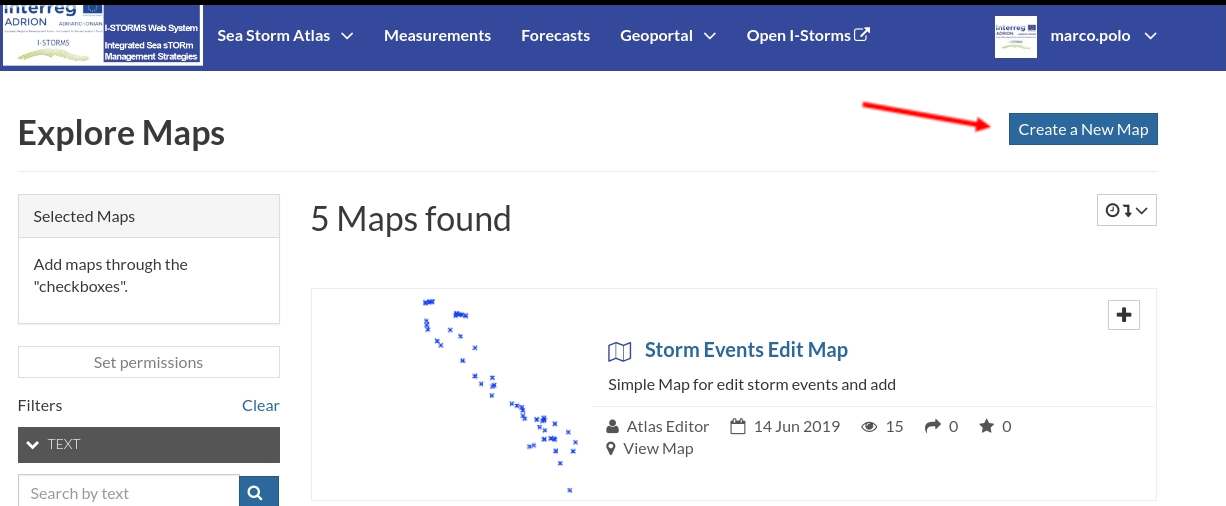 interreg
ADRION ADRIATIC-IONIAN
I-STORMS
I-STORMS Web System
Integrated Sea sTORm
Management Strategies
Sea Storm Atlas Measurements Forecasts Geoportal Open I-Storms marco.polo
Explore Maps
Create a New Map
Selected Maps
Add maps through the
"checkboxes".
Set permissions
Filters Clear
TEXT
Search by text
5 Maps found
Storm Events Edit Map
Simple Map for edit storm events and add
Atlas Editor 14 Jun 2019 15 0 0
View Map